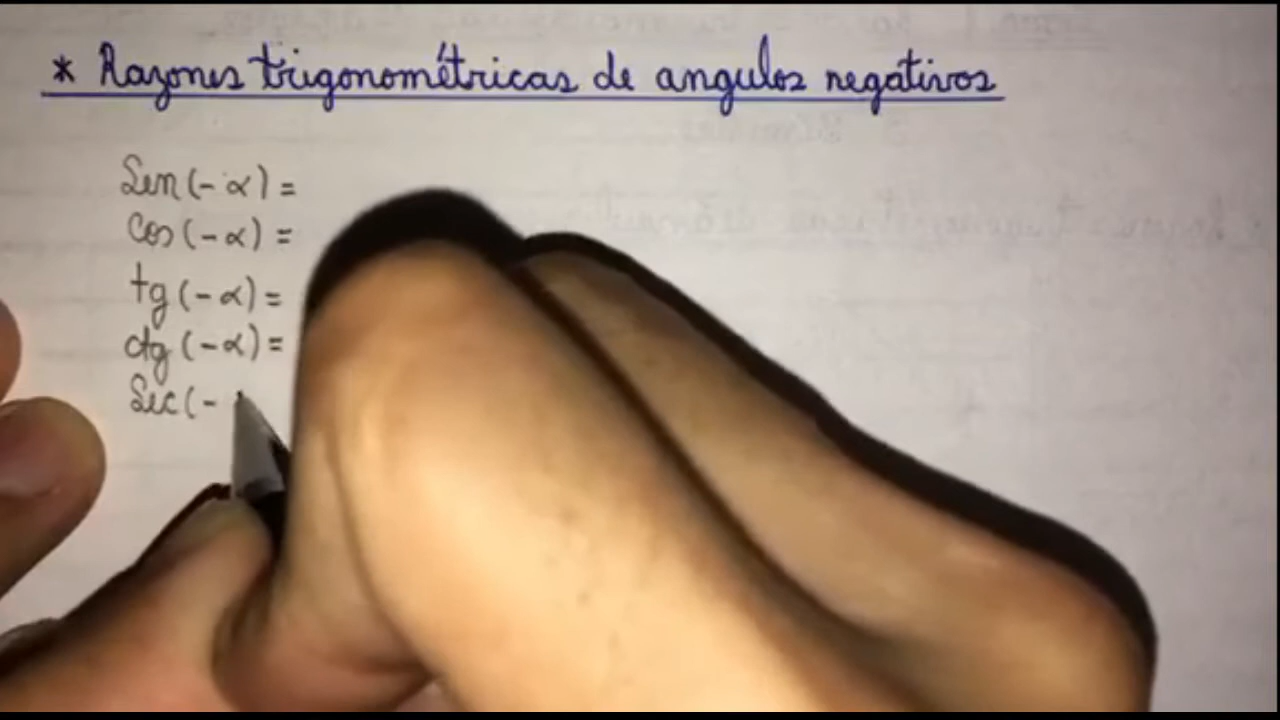 * Razones trigonométricas de angulos negativos
Sen(-α) =
Cos(-α) =
tg(-α) =
ctg(-α) =
Sec(-